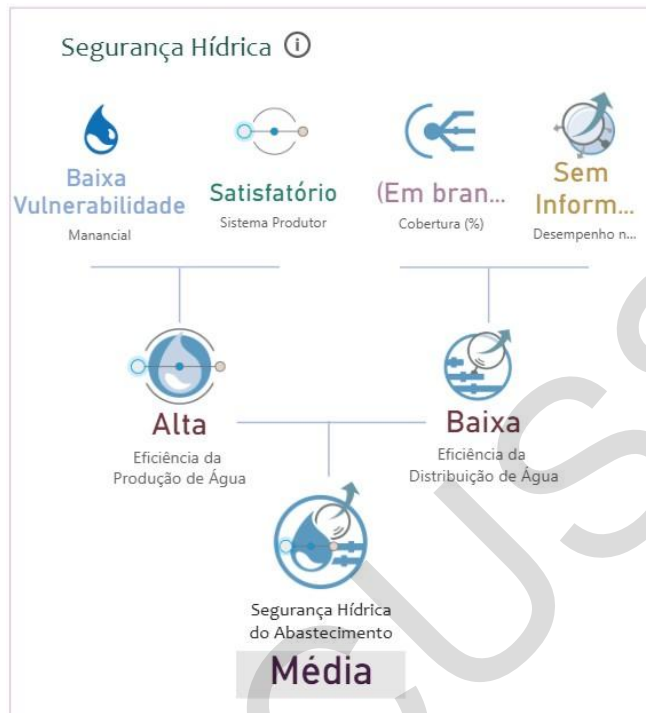 Segurança Hídrica
Baixa
Vulnerabilidade
Manancial
Satisfatório
Sistema Produtor
(Em bran...
Cobertura (%)
Sem
Inform...
Desempenho n...
Alta
Eficiência da
Produção de Água
Baixa
Eficiência da
Distribuição de Água
Segurança Hídrica
do Abastecimento
Média
CUSS